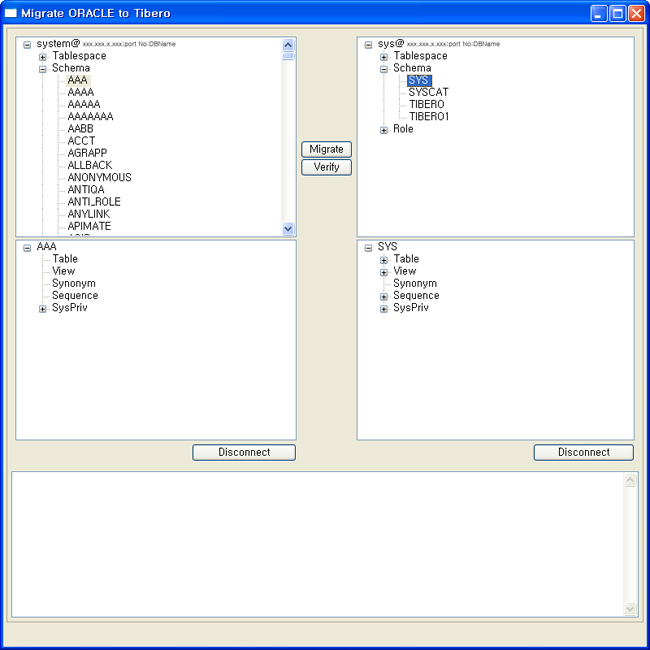 Migrate ORACLE to Tibero
system@ xxx.xxx.x.xxx:port No:DBName
Tablespace
Schema
AAA
AAAA
AAAAA
AAAAAAA
AABB
ACCT
AGRAPP
ALLBACK
ANONYMOUS
ANTIQA
ANTI_ROLE
ANYLINK
APIMATE
Migrate
Verify
sys@ xxx.xxx.x.xxx:port No:DBName
Tablespace
Schema
SYS
SYSCAT
TIBERO
TIBERO1
Role
AAA
Table
View
Synonym
Sequence
SysPriv
SYS
Table
View
Synonym
Sequence
SysPriv
Disconnect
Disconnect